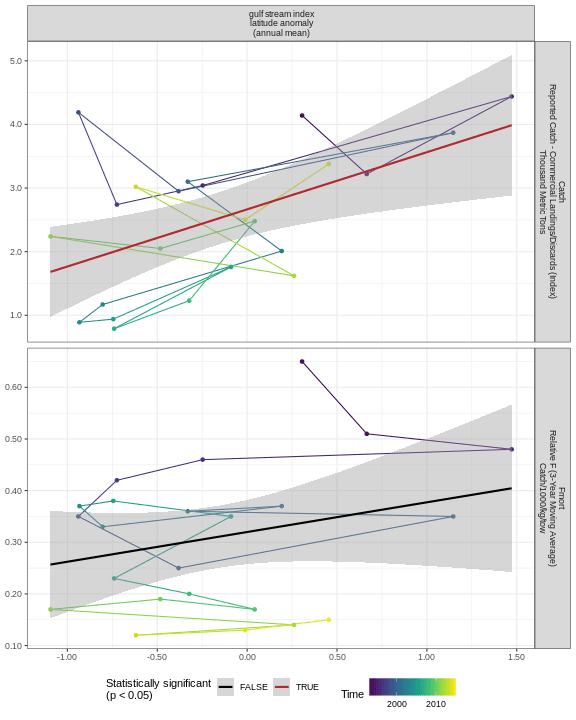 gulf stream index
latitude anomaly
(annual mean)
5.0
4.0
3.0
2.0
1.0
Catch
Reported Catch - Commercial Landings/Discards (Index)
Thousand Metric Tons
0.60
0.50
0.40
0.30
0.20
0.10
Fmort
Relative F (3-Year Moving Average)
Catch/1000/kg/tow
-1.00
-0.50
0.00
0.50
1.00
1.50
Statistically significant
(p < 0.05)
FALSE
TRUE
Time
2000
2010